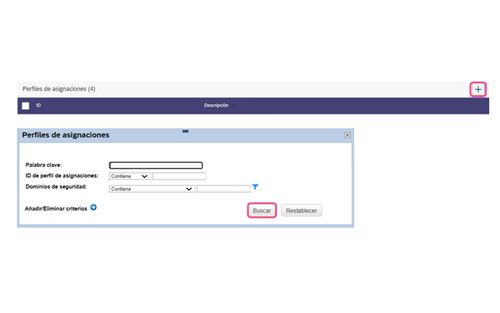 Perfiles de asignaciones (4)
ID Descripción
Perfiles de asignaciones
Palabra clave:
ID de perfil de asignaciones: Contiene
Dominios de seguridad: Contiene
Añadir/Eliminar criterios
Buscar Restablecer